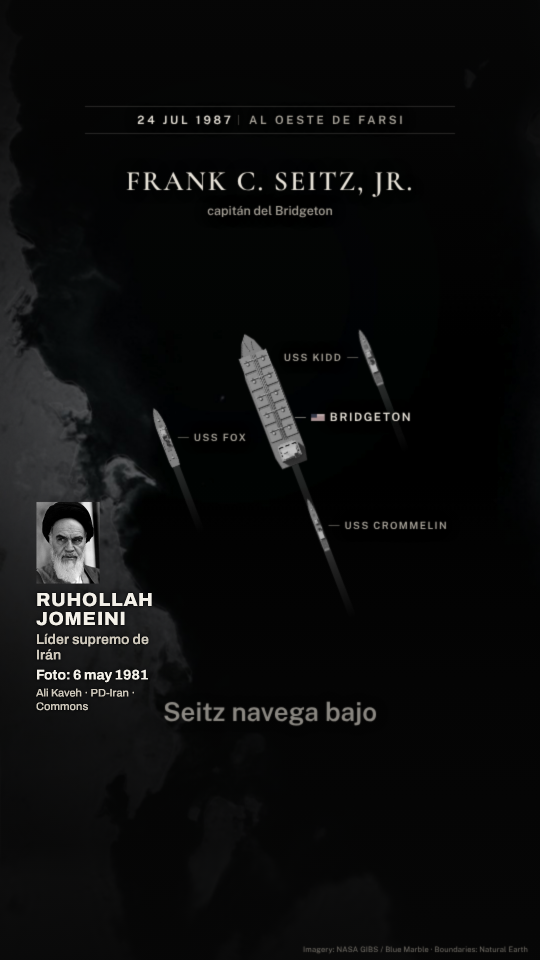 24 JUL 1987 | AL OESTE DE FARSI
FRANK C. SEITZ, JR.
capitán del Bridgeton
USS KIDD
BRIDGETON
USS FOX
USS CROMMELIN
RUHOLLAH
JOMEINI
Líder supremo de
Irán
Foto: 6 may 1981
Ali Kaveh · PD-Iran ·
Commons
Seitz navega bajo
Imagery: NASA GIBS / Blue Marble · Boundaries: Natural Earth